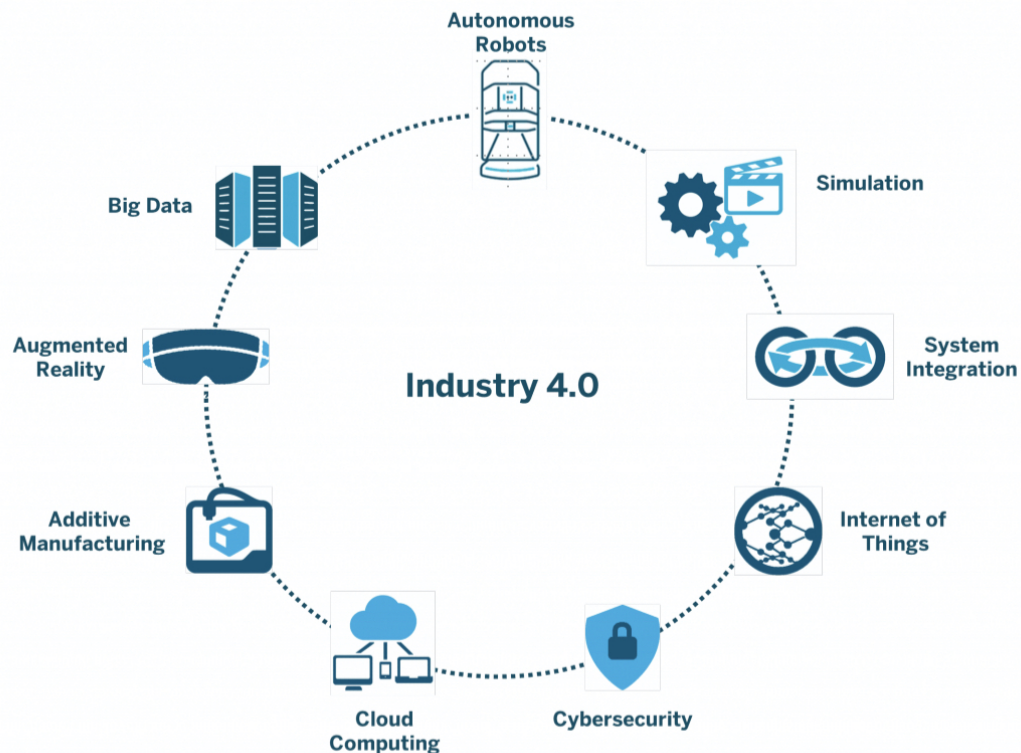 Autonomous
Robots
Simulation
Big Data
System
Integration
Augmented
Reality
Industry 4.0
Internet of
Things
Additive
Manufacturing
Cybersecurity
Cloud
Computing